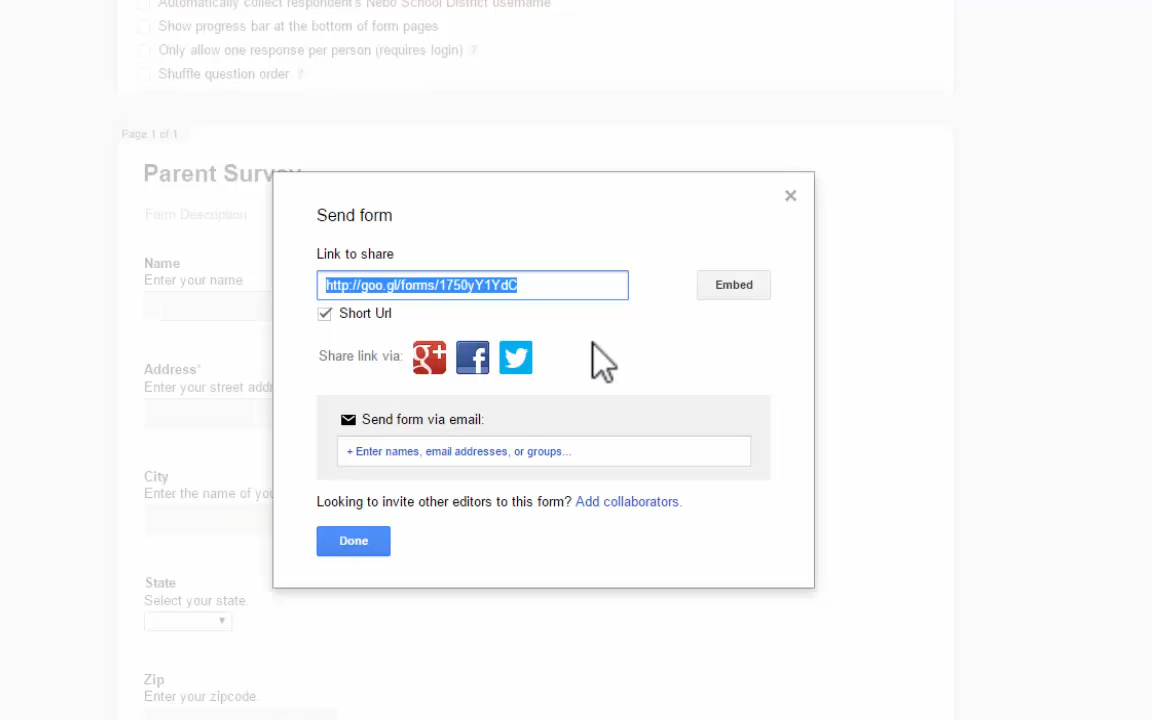 Automatically collect respondent's Nebo School District username
Show progress bar at the bottom of form pages
Only allow one response per person (requires login) ?
Shuffle question order ?
Page 1 of 1
Parent Survey
Form Description
Send form
Link to share
http://goo.gl/forms/1750yY1YdC
Embed
Short Url
Share link via:
Name
Enter your name
Address*
Enter your street addr
Send form via email:
+ Enter names, email addresses, or groups...
City
Enter the name of you
Looking to invite other editors to this form? Add collaborators.
Done
State
Select your state
Zip
Enter your zipcode.